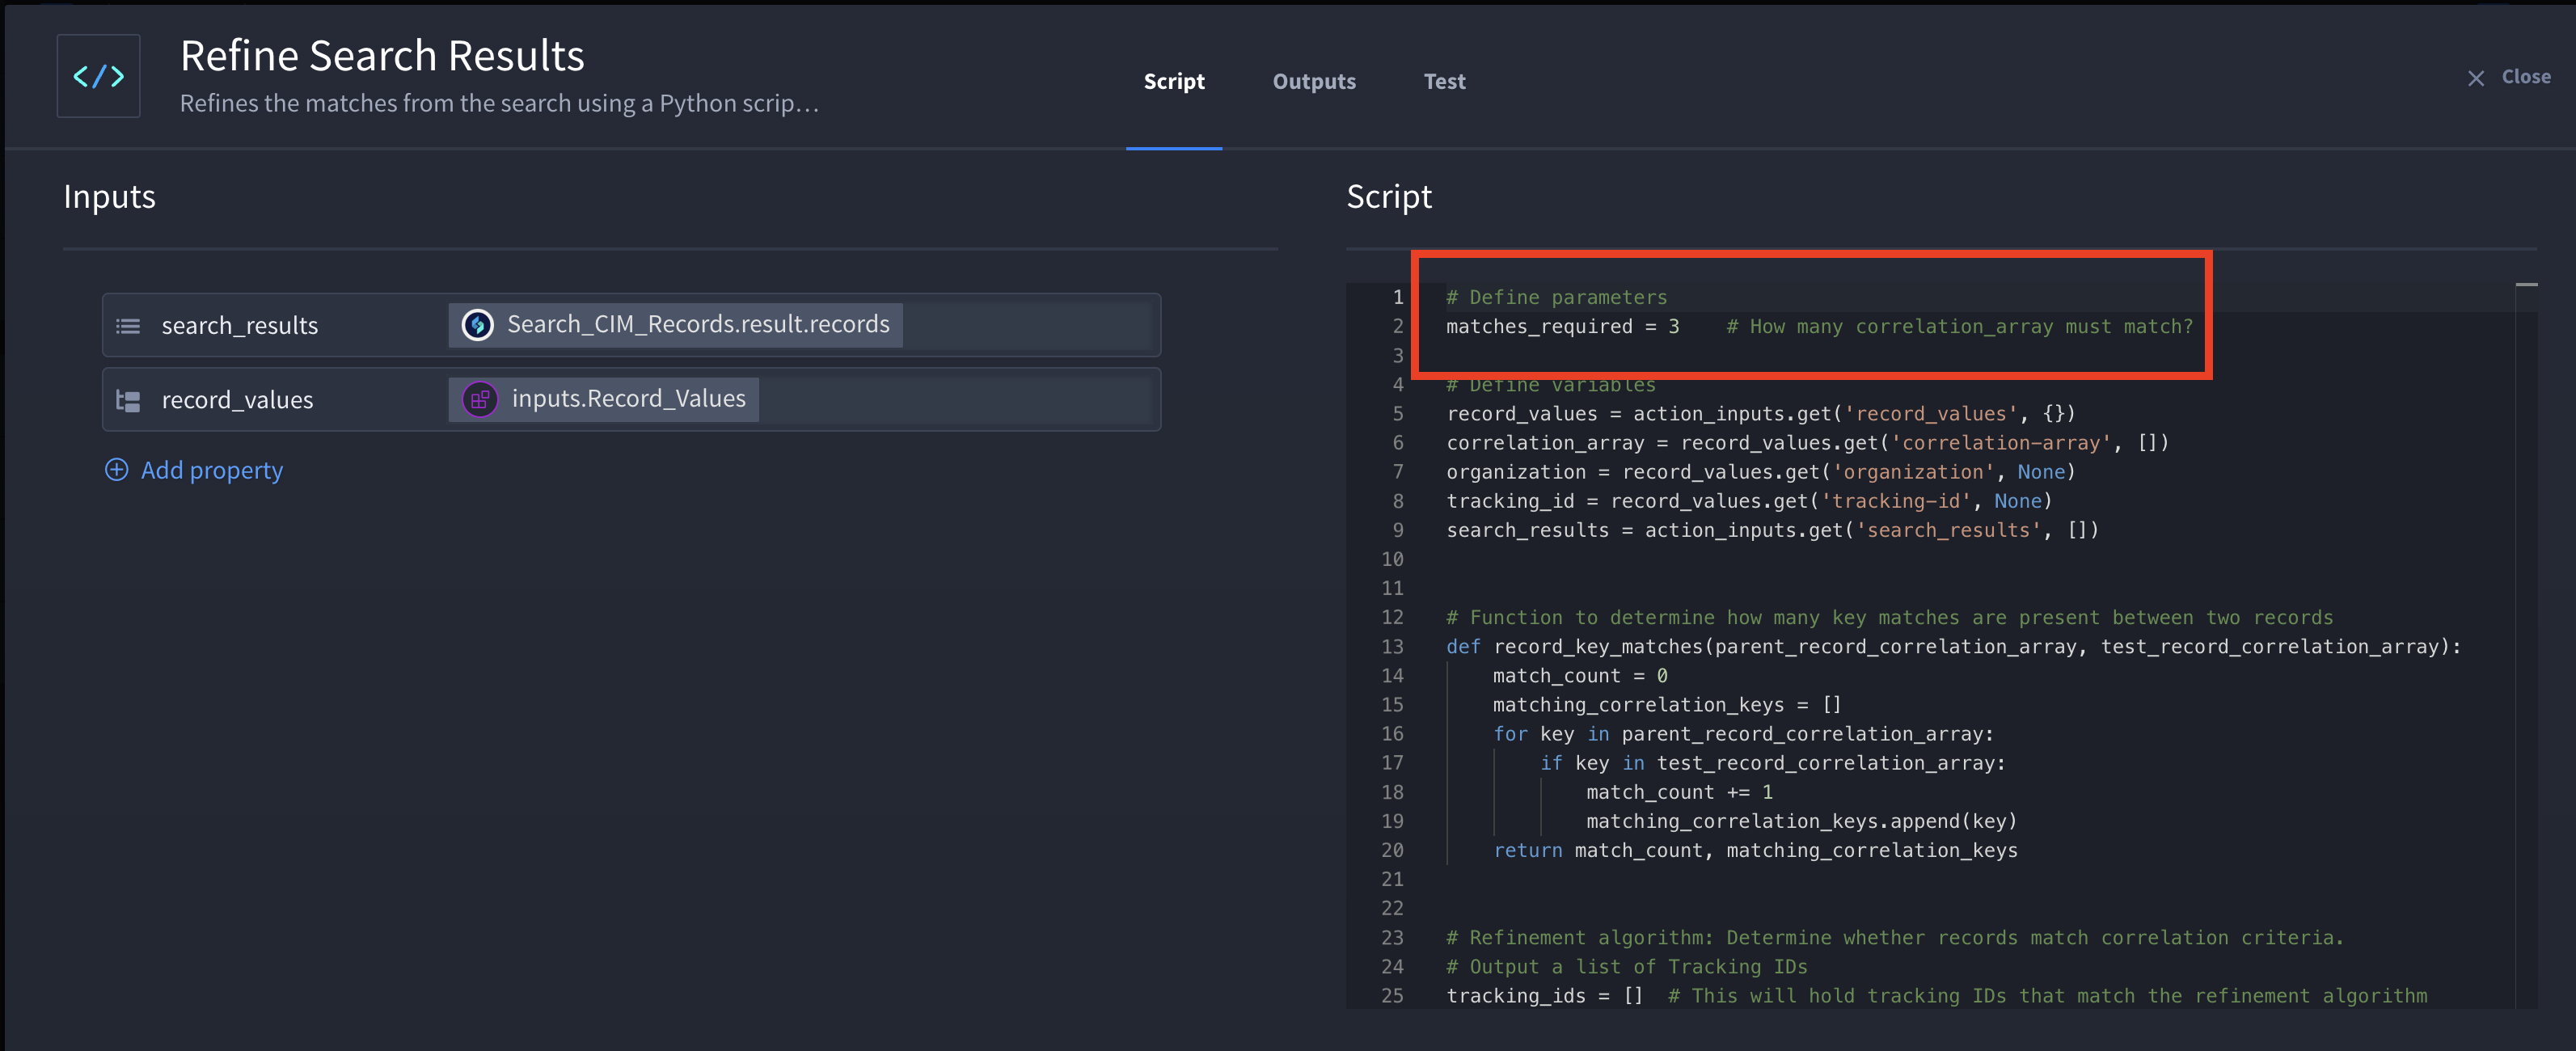 Refine Search Results
Refines the matches from the search using a Python scrip...
Script
Outputs
Test
Close
Inputs
search_results
Search_CIM_Records.result.records
record_values
inputs.Record_Values
Add property
Script
1 # Define parameters
2 matches_required = 3    # How many correlation_array must match?
3
4 # Define variables
5 record_values = action_inputs.get('record_values', {})
6 correlation_array = record_values.get('correlation-array', [])
7 organization = record_values.get('organization', None)
8 tracking_id = record_values.get('tracking-id', None)
9 search_results = action_inputs.get('search_results', [])
10
11
12 # Function to determine how many key matches are present between two records
13 def record_key_matches(parent_record_correlation_array, test_record_correlation_array):
14     match_count = 0
15     matching_correlation_keys = []
16     for key in parent_record_correlation_array:
17         if key in test_record_correlation_array:
18             match_count += 1
19             matching_correlation_keys.append(key)
20     return match_count, matching_correlation_keys
21
22
23 # Refinement algorithm: Determine whether records match correlation criteria.
24 # Output a list of Tracking IDs
25 tracking_ids = []  # This will hold tracking IDs that match the refinement algorithm